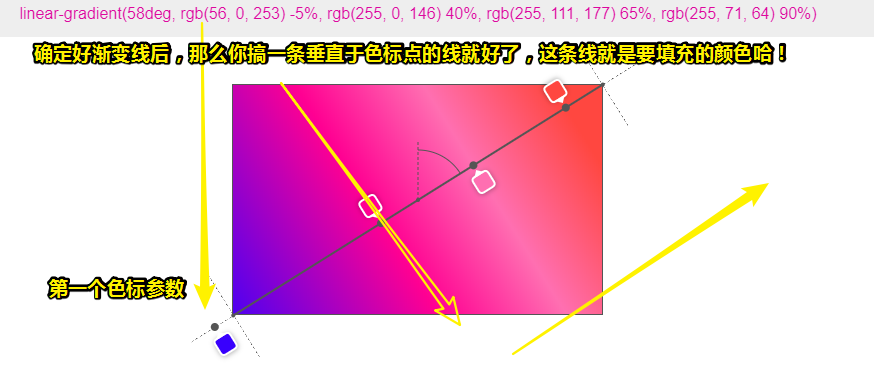 linear-gradient(58deg, rgb(56, 0, 253) -5%, rgb(255, 0, 146) 40%, rgb(255, 111, 177) 65%, rgb(255, 71, 64) 90%)
确定好渐变线后，那么你搞一条垂直于色标点的线就好了，这条线就是要填充的颜色哈！
第一个色标参数